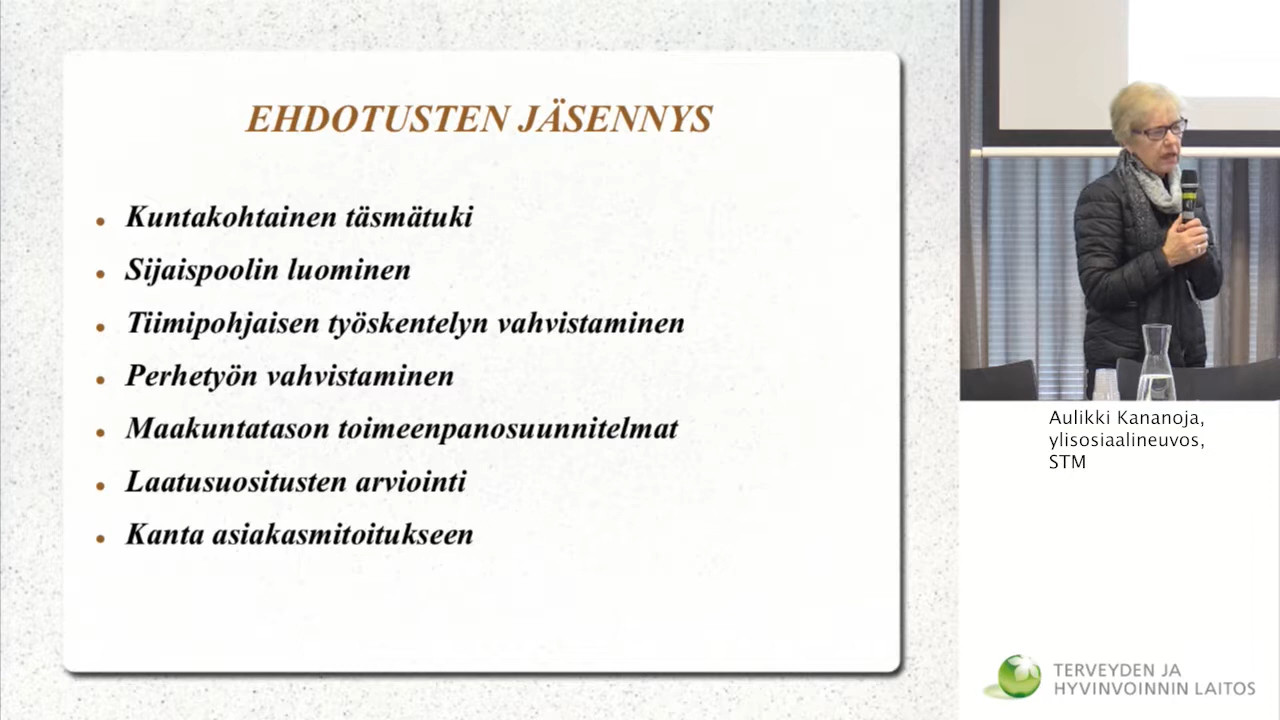 EHDOTUSTEN JÄSENNYS
Kuntakohtainen täsmätuki
Sijaispoolin luominen
Tiimipohjaisen työskentelyn vahvistaminen
Perhetyön vahvistaminen
Maakuntatason toimeenpanosuunnitelmat
Laatusuositusten arviointi
Kanta asiakasmitoitukseen
Aulikki Kananoja,
ylisosiaalineuvos,
STM
TERVEYDEN JA
HYVINVOINNIN LAITOS